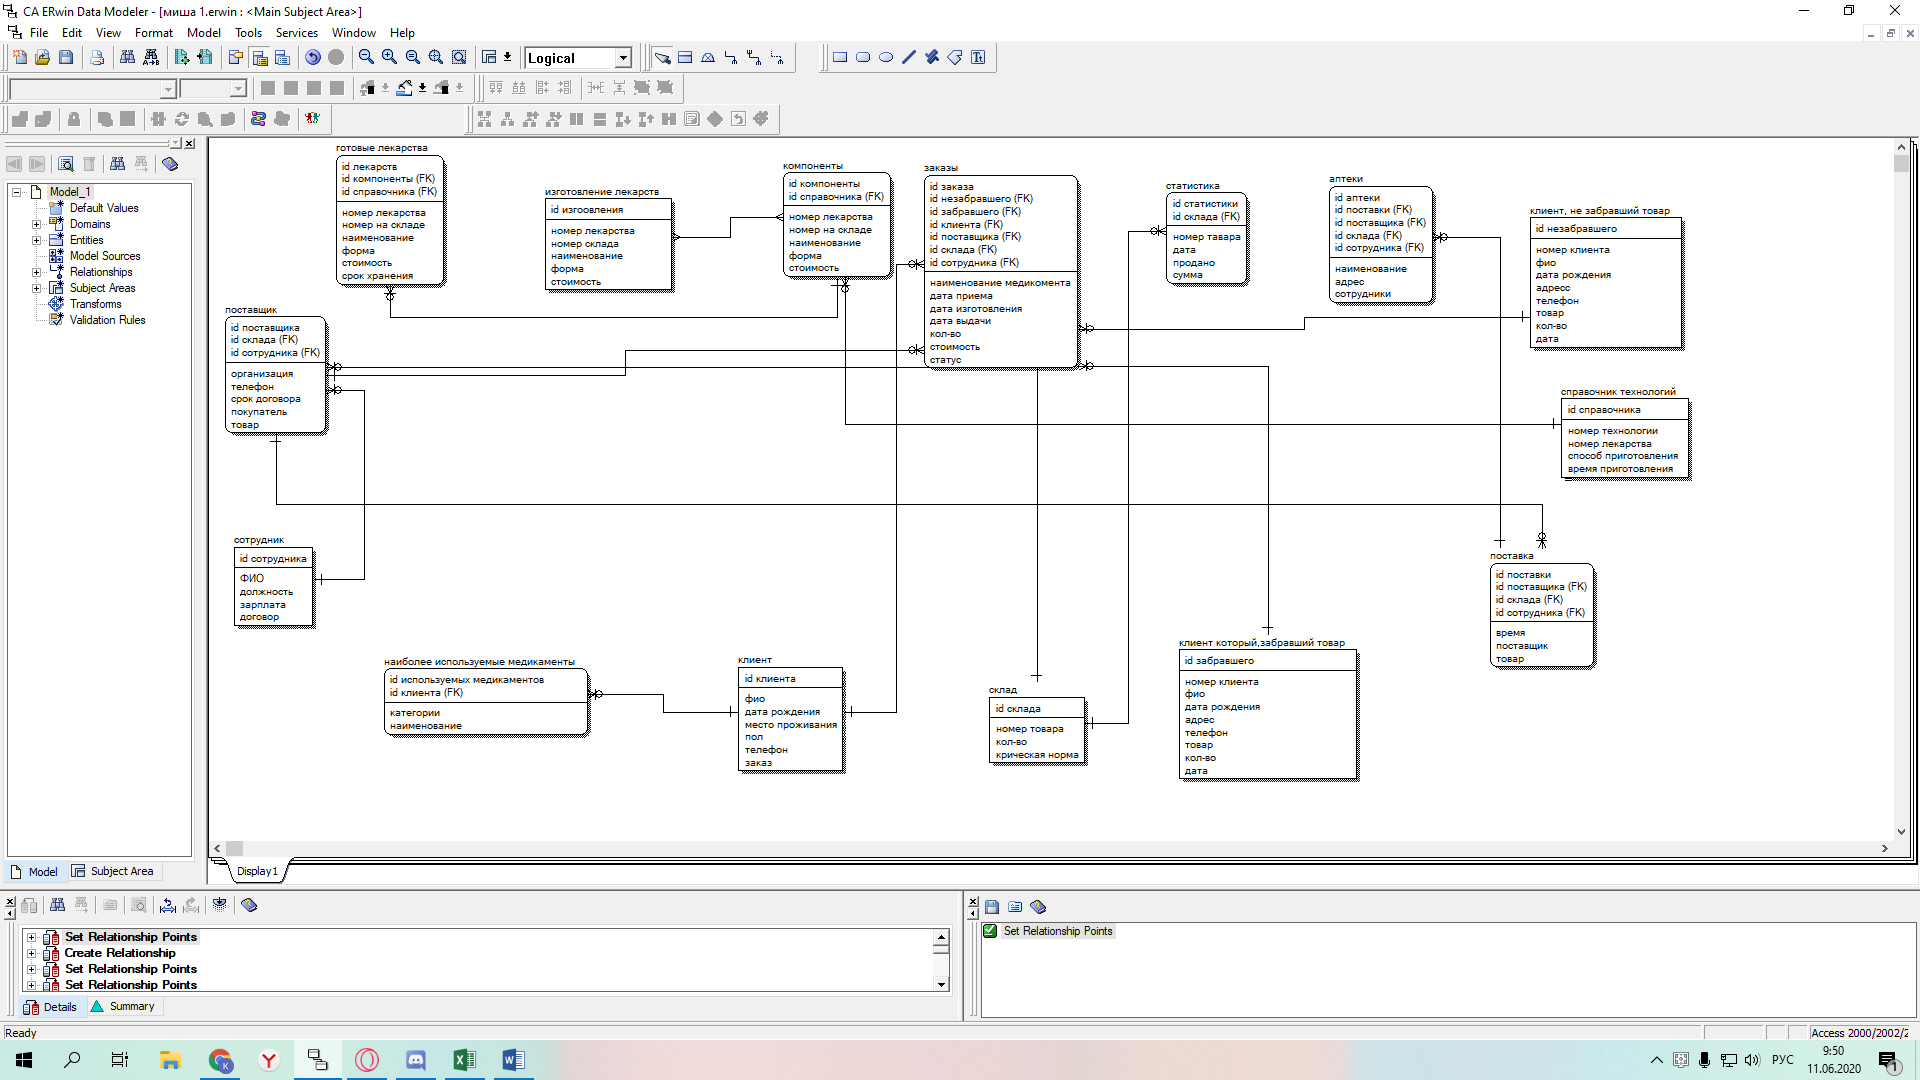 CA ERwin Data Modeler - [миша 1.erwin : <Main Subject Area>]
File Edit View Format Model Tools Services Window Help
Logical
Model_1
Default Values
Domains
Entities
Model Sources
Relationships
Subject Areas
Transforms
Validation Rules
Model
Subject Area
готовые лекарства
id лекарств
id компоненты (FK)
id справочника (FK)
номер лекарства
номер на складе
наименование
форма
стоимость
срок хранения
изготовление лекарств
id изгоовления
номер лекарства
номер склада
наименование
форма
стоимость
компоненты
id компоненты
id справочника (FK)
номер лекарства
номер на складе
наименование
форма
стоимость
заказы
id заказа
id незабравшего (FK)
id забравшего (FK)
id клиента (FK)
id поставщика (FK)
id склада (FK)
id сотрудника (FK)
наименование медикомента
дата приема
дата изготовления
дата выдачи
кол-во
стоимость
статус
статистика
id статистики
id склада (FK)
номер тавара
дата
продано
сумма
аптеки
id аптеки
id поставки (FK)
id поставщика (FK)
id склада (FK)
id сотрудника (FK)
наименование
адрес
сотрудники
клиент, не забравший товар
id незабравшего
номер клиента
фио
дата рождения
адресс
телефон
товар
кол-во
дата
поставщик
id поставщика
id склада (FK)
id сотрудника (FK)
организация
телефон
срок договора
покупатель
товар
справочник технологий
id справочника
номер технологии
номер лекарства
способ приготовления
время приготовления
сотрудник
id сотрудника
ФИО
должность
зарплата
договор
поставка
id поставки
id поставщика (FK)
id склада (FK)
id сотрудника (FK)
время
поставщик
товар
наиболее используемые медикаменты
id используемых медикаментов
id клиента (FK)
категории
наименование
клиент
id клиента
фио
дата рождения
место проживания
пол
телефон
заказ
склад
id склада
номер товара
кол-во
крическая норма
клиент который,забравший товар
id забравшего
номер клиента
фио
дата рождения
адрес
телефон
товар
кол-во
дата
Display1
Set Relationship Points
Create Relationship
Set Relationship Points
Set Relationship Points
Details
Summary
Set Relationship Points
Ready
Access 2000/2002/2
РУС
9:50
11.06.2020
1